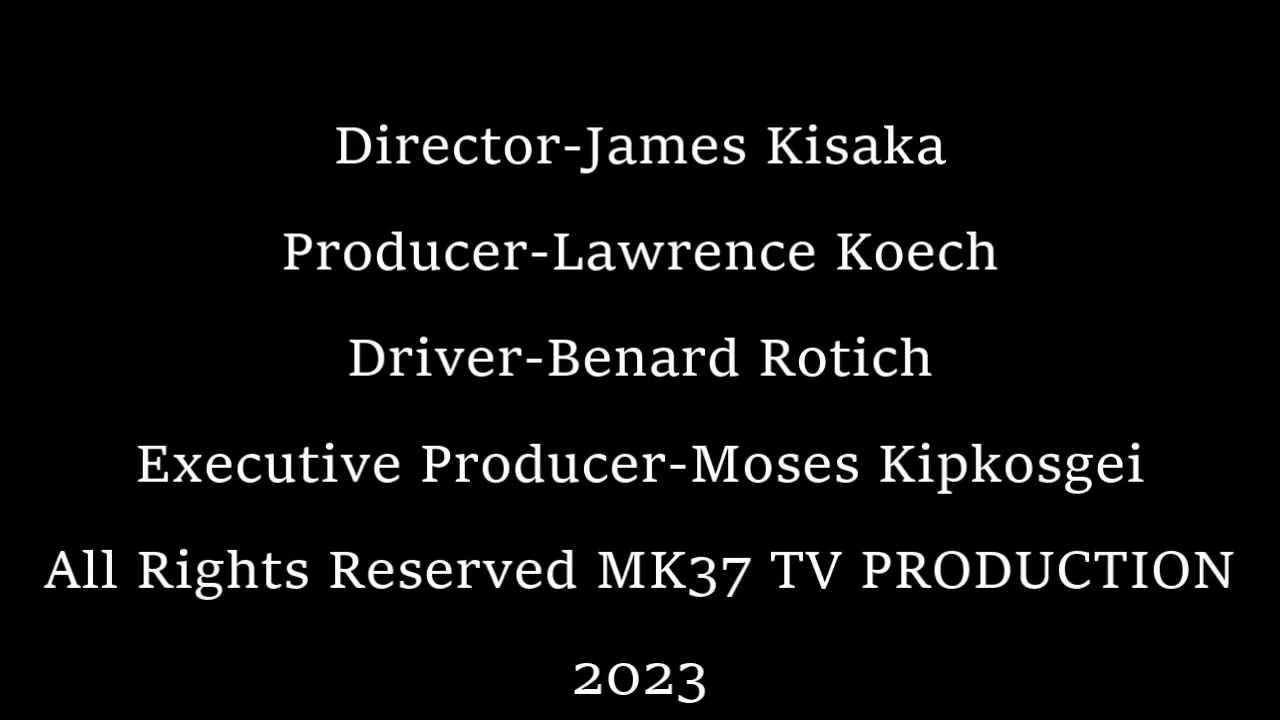 Director-James Kisaka
Producer-Lawrence Koech
Driver-Benard Rotich
Executive Producer-Moses Kipkosgei
All Rights Reserved MK37 TV PRODUCTION
2023